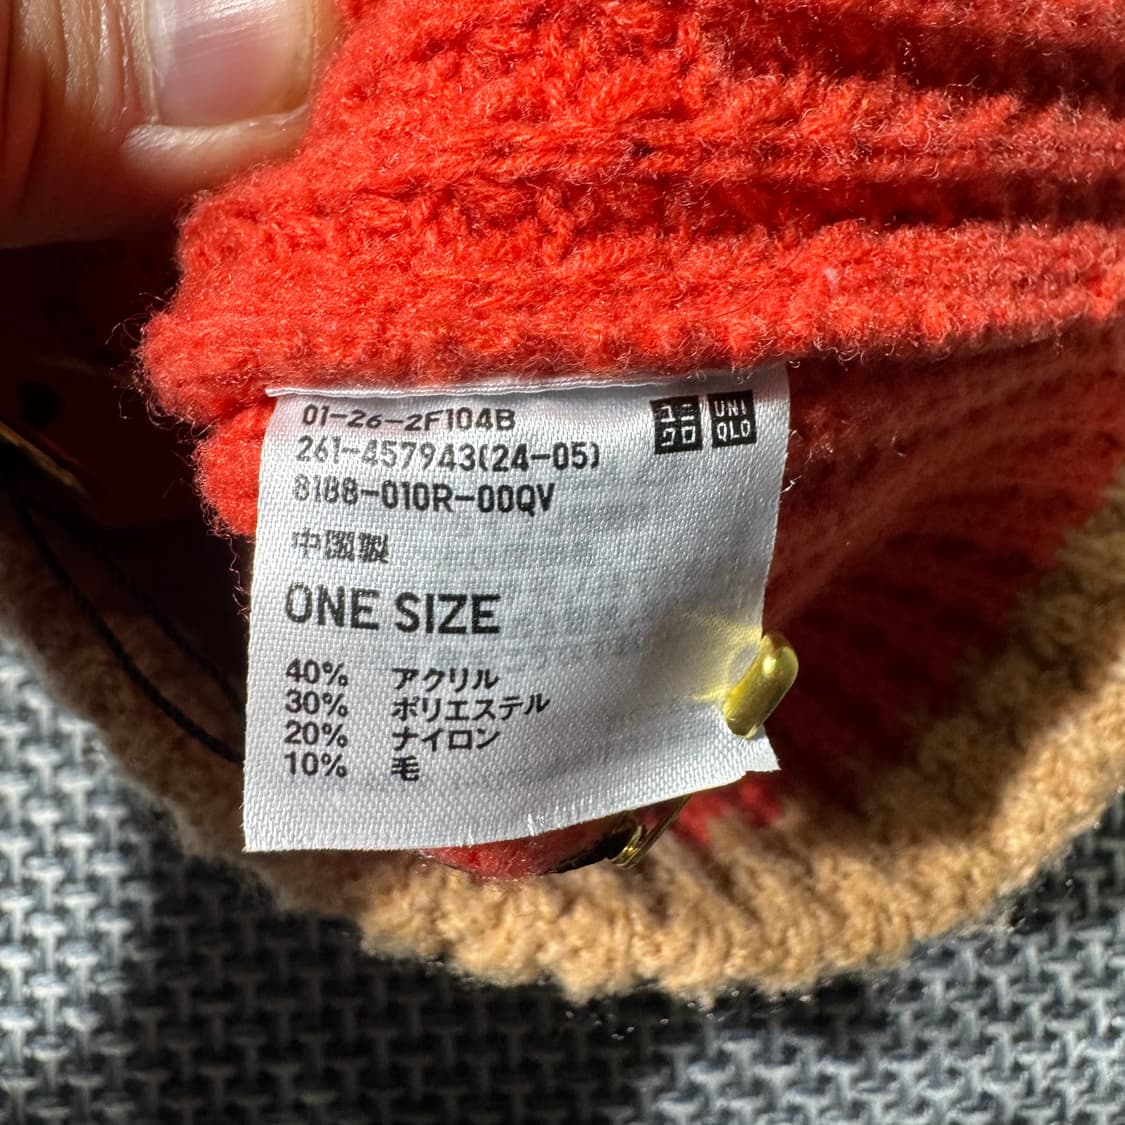 01-26-2F104B
261-457943(24-05)
8188-010R-00QV
ユニ
クロ
UNI
QLO
中国製
ONE SIZE
40% アクリル
30% ポリエステル
20% ナイロン
10% 毛